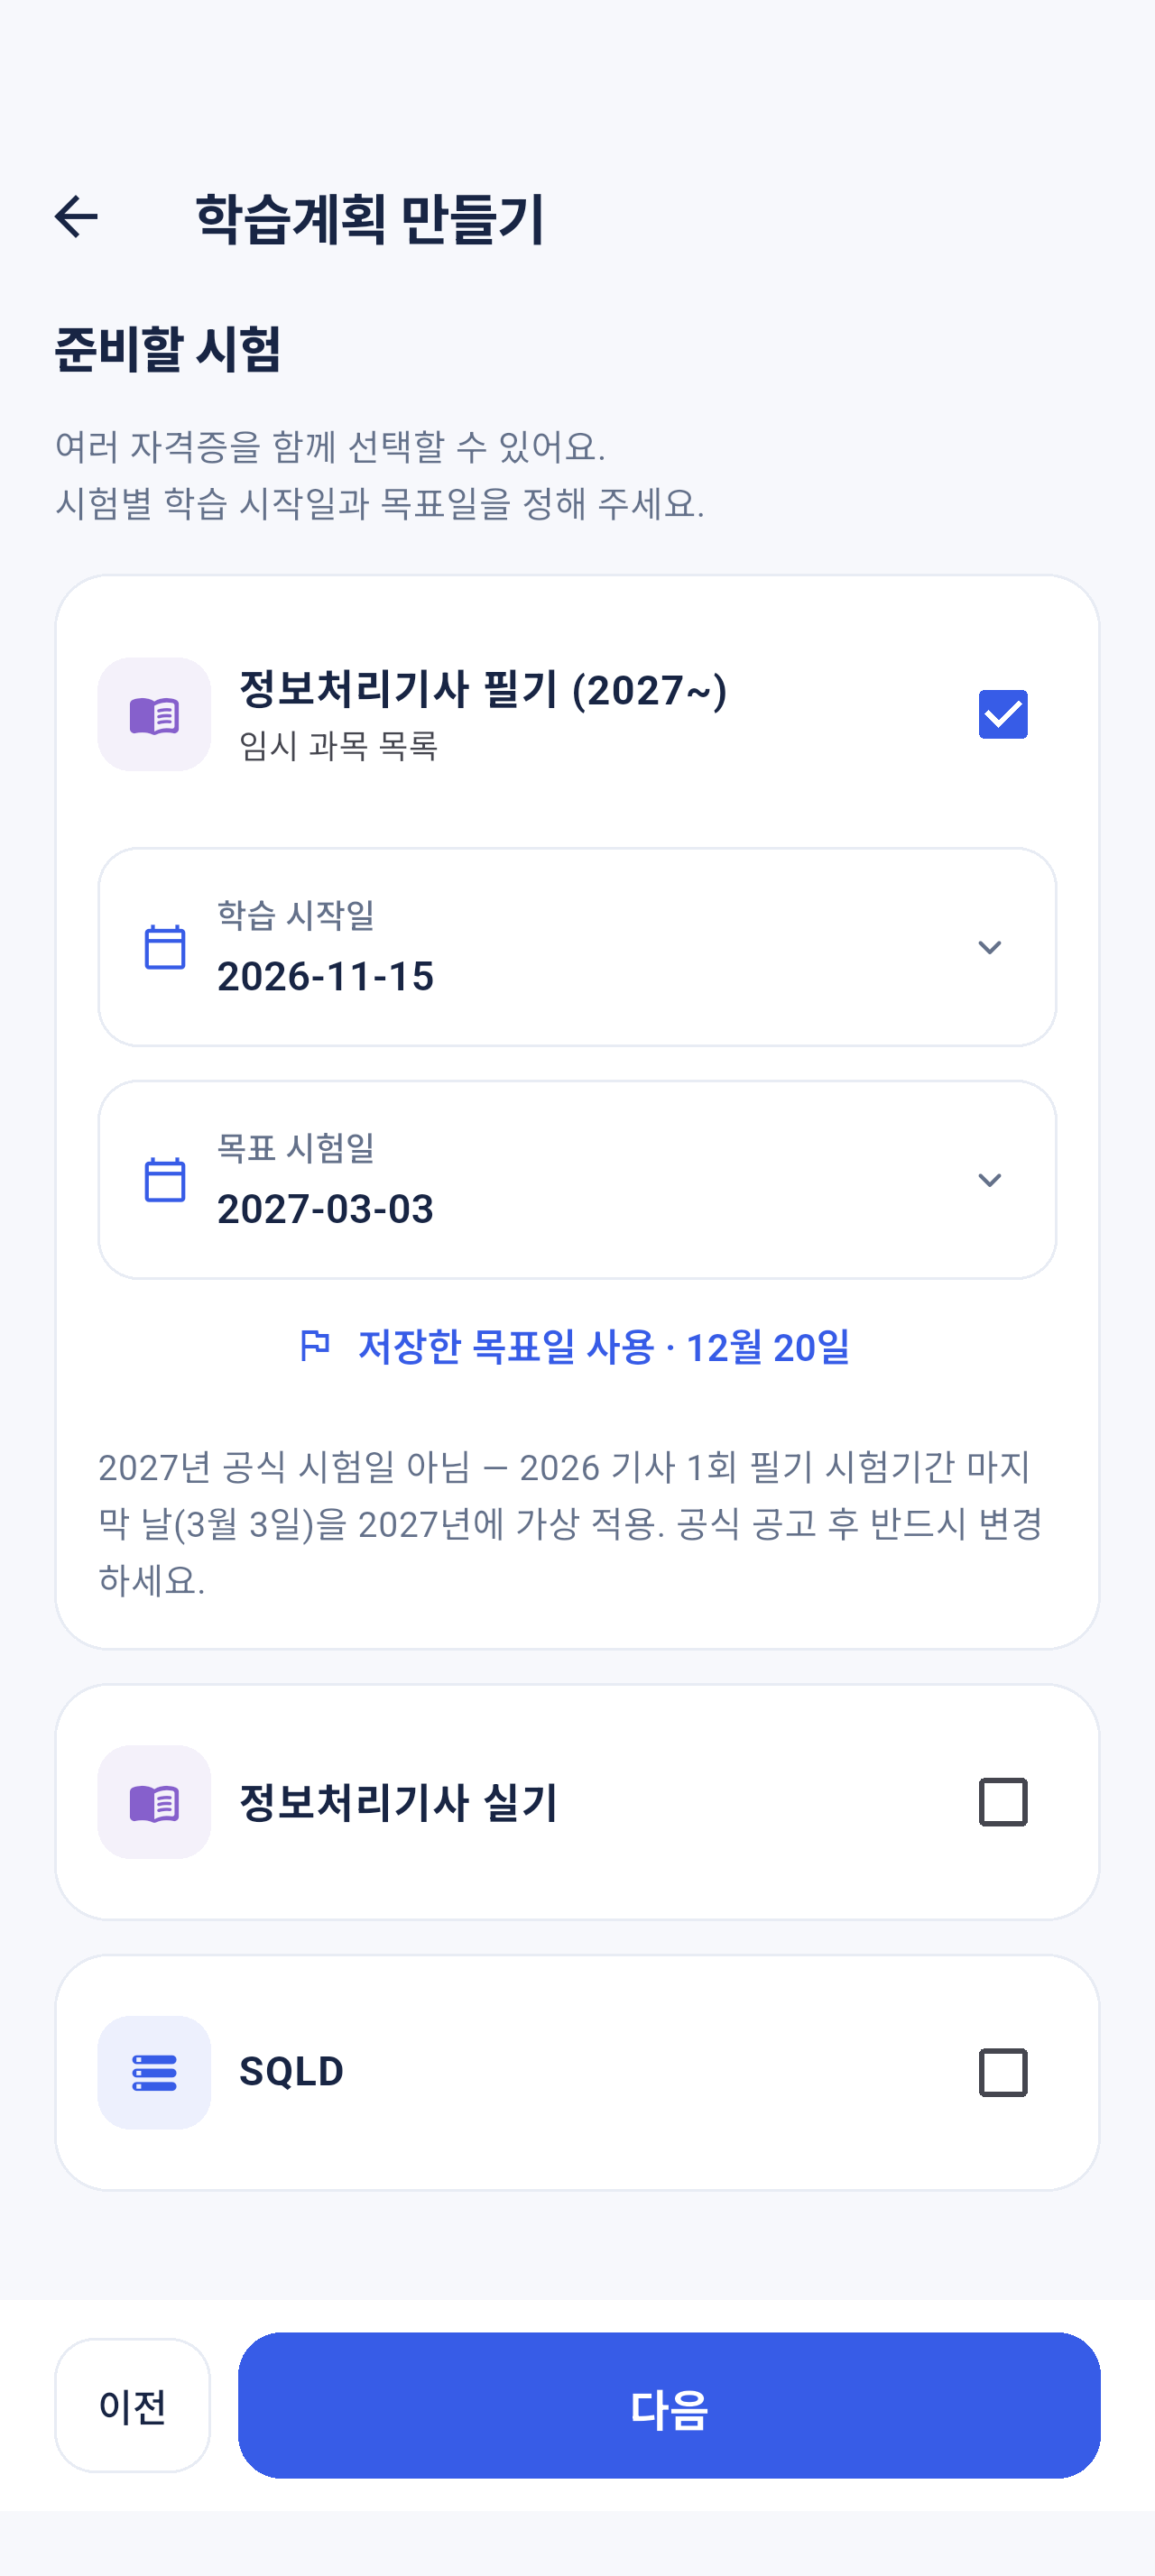 학습계획 만들기
준비할 시험
여러 자격증을 함께 선택할 수 있어요.
시험별 학습 시작일과 목표일을 정해 주세요.
정보처리기사 필기 (2027~)
임시 과목 목록
학습 시작일
2026-11-15
목표 시험일
2027-03-03
저장한 목표일 사용 · 12월 20일
2027년 공식 시험일 아님 — 2026 기사 1회 필기 시험기간 마지
막 날(3월 3일)을 2027년에 가상 적용. 공식 공고 후 반드시 변경
하세요.
정보처리기사 실기
SQLD
이전
다음